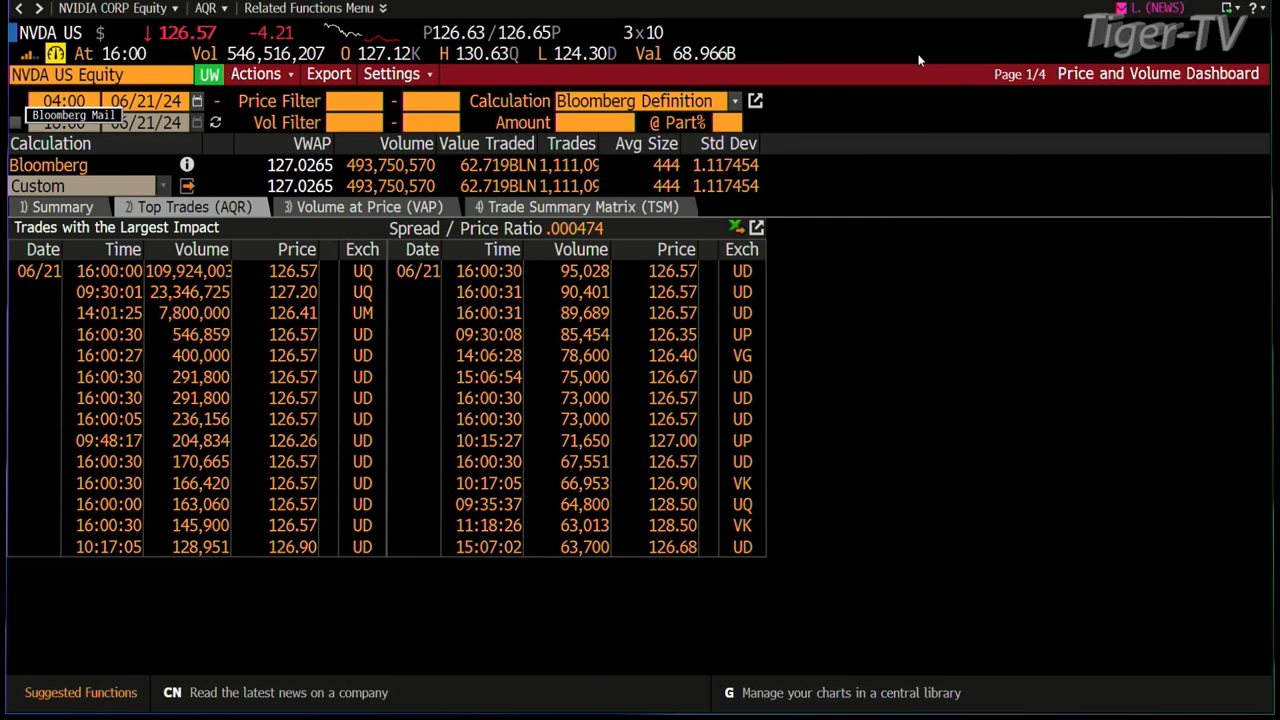 NVIDIA CORP Equity AQR Related Functions Menu L. (NEWS) ?
Tiger-TV
NVDA US $ 126.57 -4.21 P126.63 / 126.65P 3x10
At 16:00 Vol 546,516,207 O 127.12K H 130.63Q L 124.30D Val 68.966B
NVDA US Equity UW Actions Export Settings Page 1/4 Price and Volume Dashboard
04:00 06/21/24 - Price Filter - Calculation Bloomberg Definition
Bloomberg Mail
06/21/24 Vol Filter - Amount @ Part%
Calculation VWAP Volume Value Traded Trades Avg Size Std Dev
Bloomberg 127.0265 493,750,570 62.719BLN 1,111,09 444 1.117454
Custom 127.0265 493,750,570 62.719BLN 1,111,09 444 1.117454
1) Summary 2) Top Trades (AQR) 3) Volume at Price (VAP) 4) Trade Summary Matrix (TSM)
Trades with the Largest Impact Spread / Price Ratio .000474
Date Time Volume Price Exch Date Time Volume Price Exch
06/21 16:00:00 109,924,003 126.57 UQ 06/21 16:00:30 95,028 126.57 UD
09:30:01 23,346,725 127.20 UQ 16:00:31 90,401 126.57 UD
14:01:25 7,800,000 126.41 UM 16:00:31 89,689 126.57 UD
16:00:30 546,859 126.57 UD 09:30:08 85,454 126.35 UP
16:00:27 400,000 126.57 UD 14:06:28 78,600 126.40 VG
16:00:30 291,800 126.57 UD 15:06:54 75,000 126.67 UD
16:00:30 291,800 126.57 UD 16:00:30 73,000 126.57 UD
16:00:05 236,156 126.57 UD 16:00:30 73,000 126.57 UD
09:48:17 204,834 126.26 UD 10:15:27 71,650 127.00 UP
16:00:30 170,665 126.57 UD 16:00:30 67,551 126.57 UD
16:00:30 166,420 126.57 UD 10:17:05 66,953 126.90 VK
16:00:00 163,060 126.57 UD 09:35:37 64,800 128.50 UQ
16:00:30 145,900 126.57 UD 11:18:26 63,013 128.50 VK
10:17:05 128,951 126.90 UD 15:07:02 63,700 126.68 UD
Suggested Functions CN Read the latest news on a company G Manage your charts in a central library